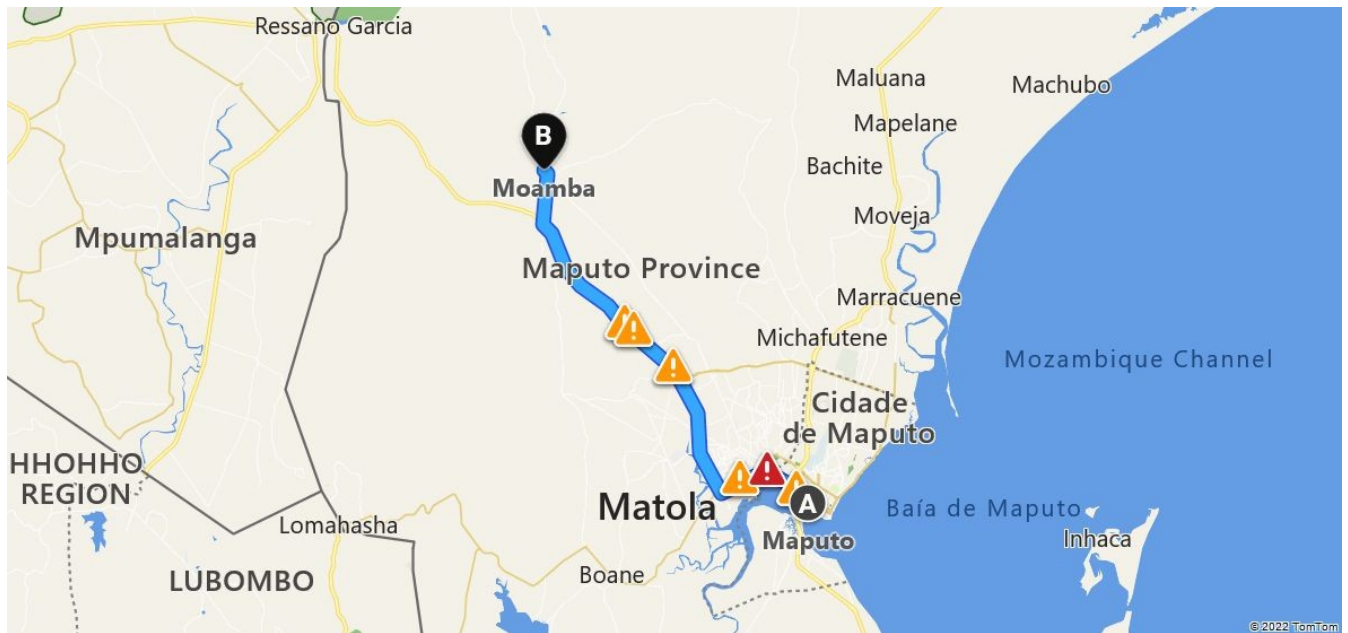 Ressano Garcia
Maluana
Machubo
Mapelane
B
Bachite
Moamba
Moveja
Mpumalanga
Maputo Province
Marracuene
Michafutene
Mozambique Channel
Cidade
de Maputo
HHOHHO
REGION
Matola
A
Baía de Maputo
Lomahasha
Maputo
Inhaca
Boane
LUBOMBO
© 2022 TomTom